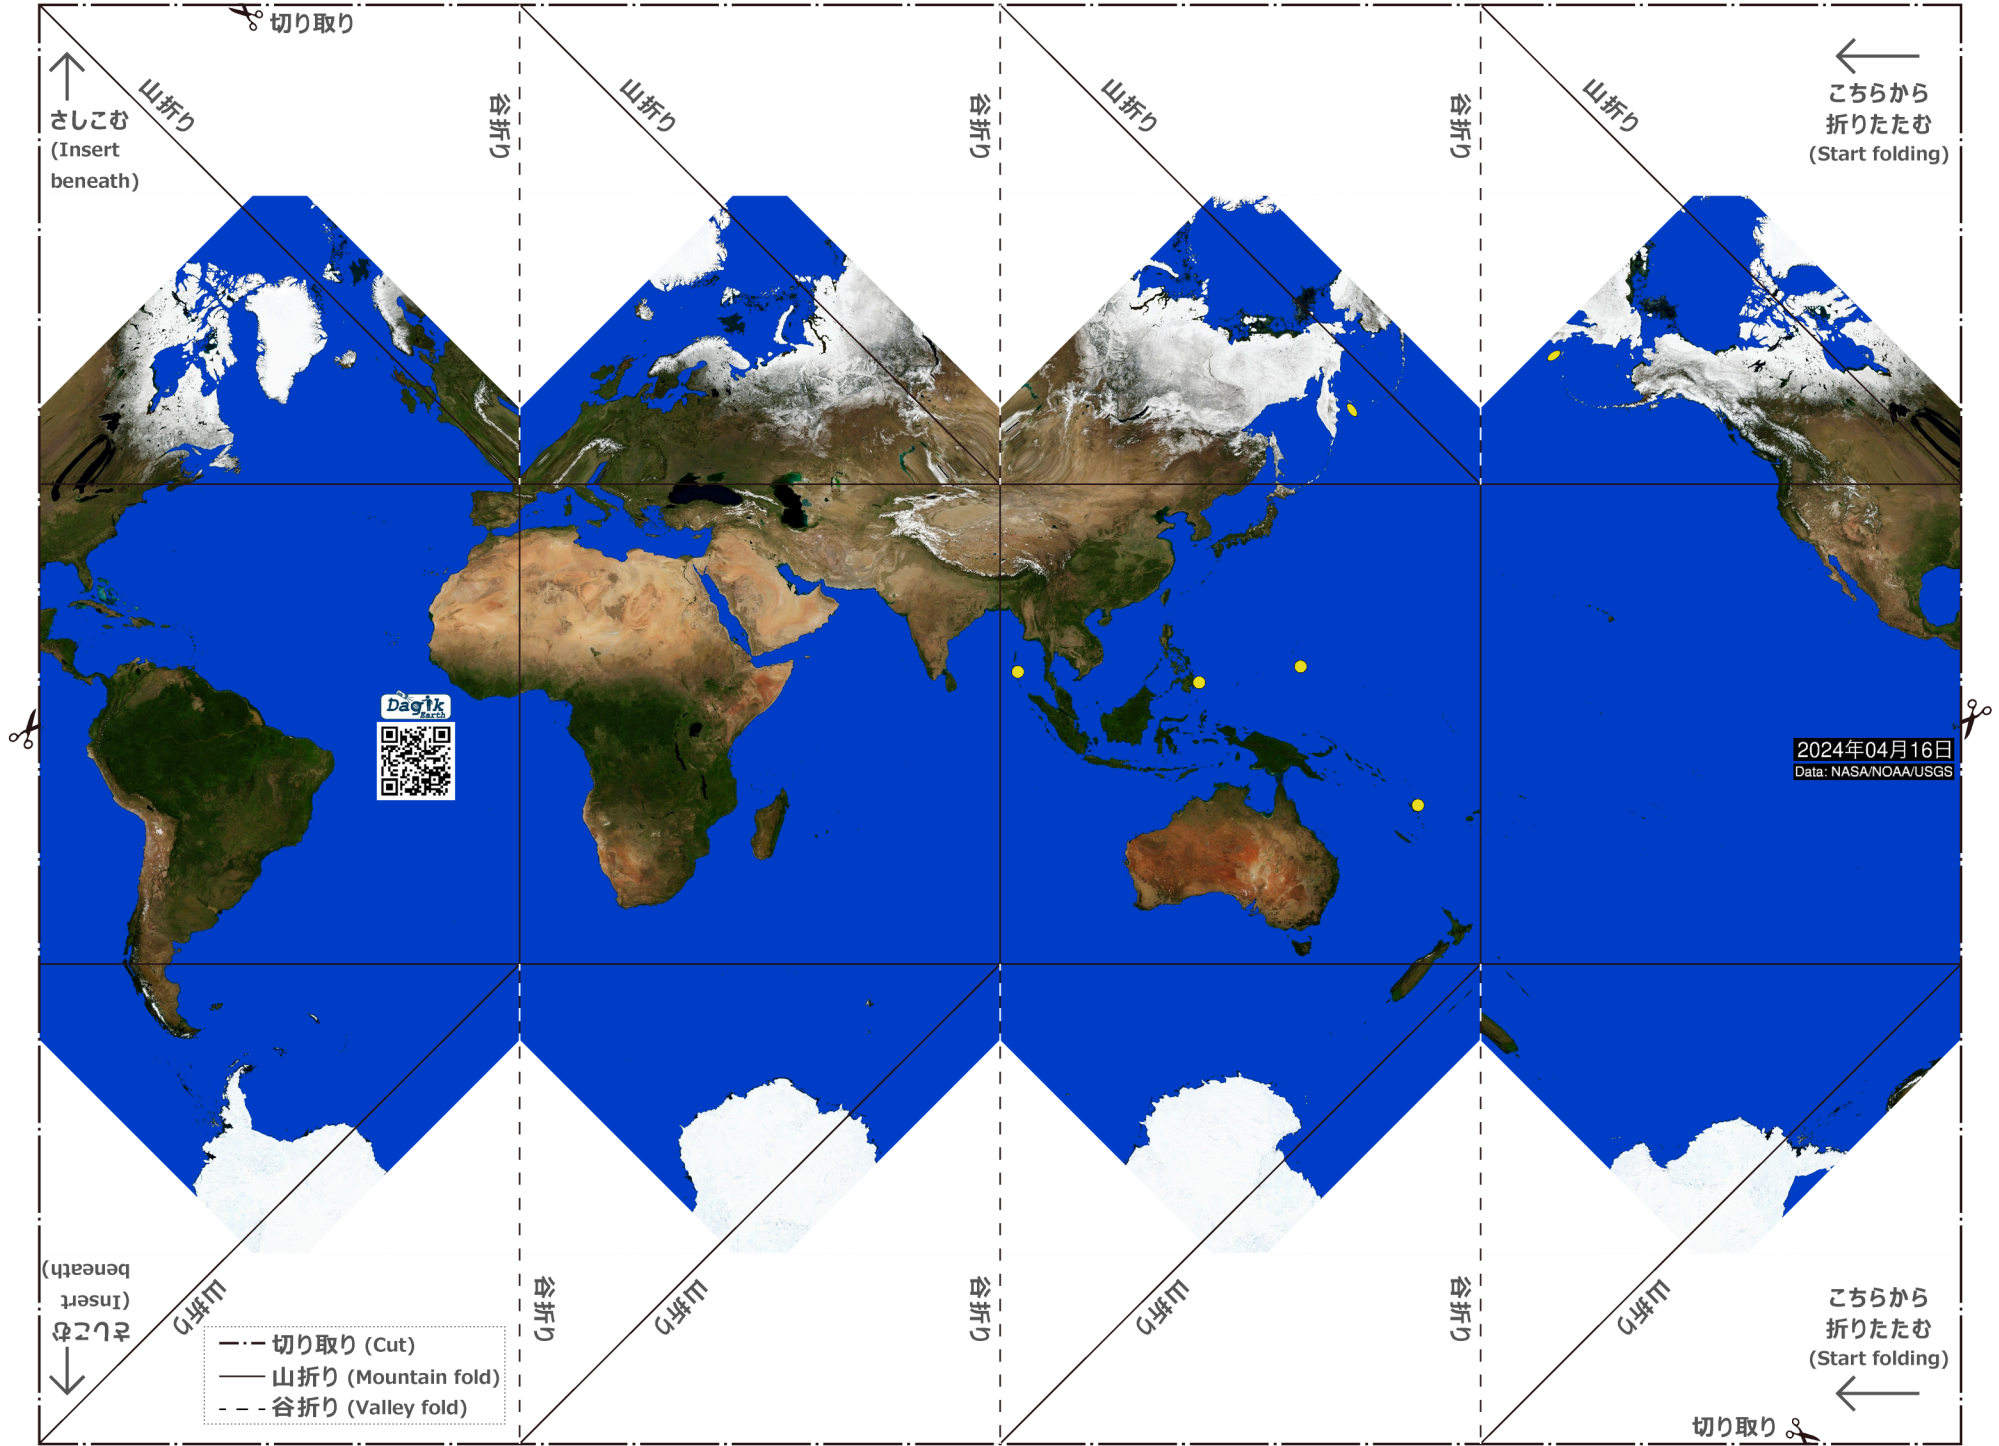 切り取り
さしこむ
(Insert
beneath)
山折り
谷折り
山折り
谷折り
山折り
谷折り
山折り
こちらから
折りたたむ
(Start folding)
Dagik
Earth
2024年04月16日
Data: NASA/NOAA/USGS
さしこむ
(Insert
beneath)
山折り
谷折り
山折り
谷折り
山折り
谷折り
山折り
こちらから
折りたたむ
(Start folding)
切り取り (Cut)
山折り (Mountain fold)
谷折り (Valley fold)
切り取り